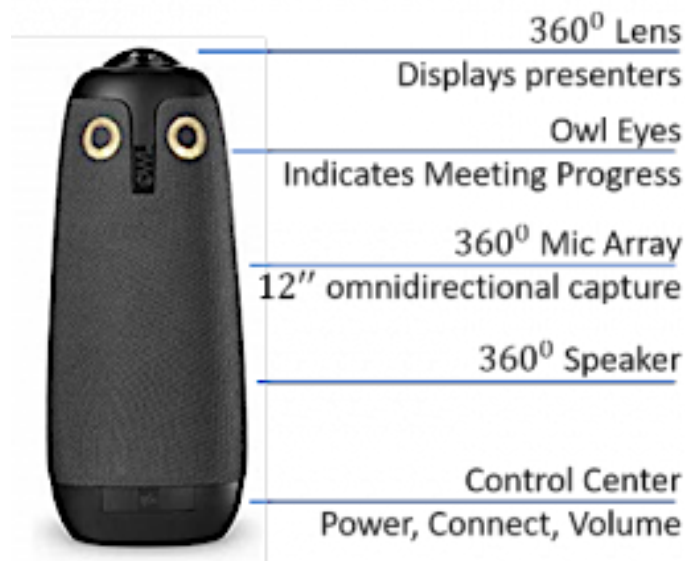 360⁰ Lens
Displays presenters
Owl Eyes
Indicates Meeting Progress
360⁰ Mic Array
12″ omnidirectional capture
360⁰ Speaker
Control Center
Power, Connect, Volume
OWL